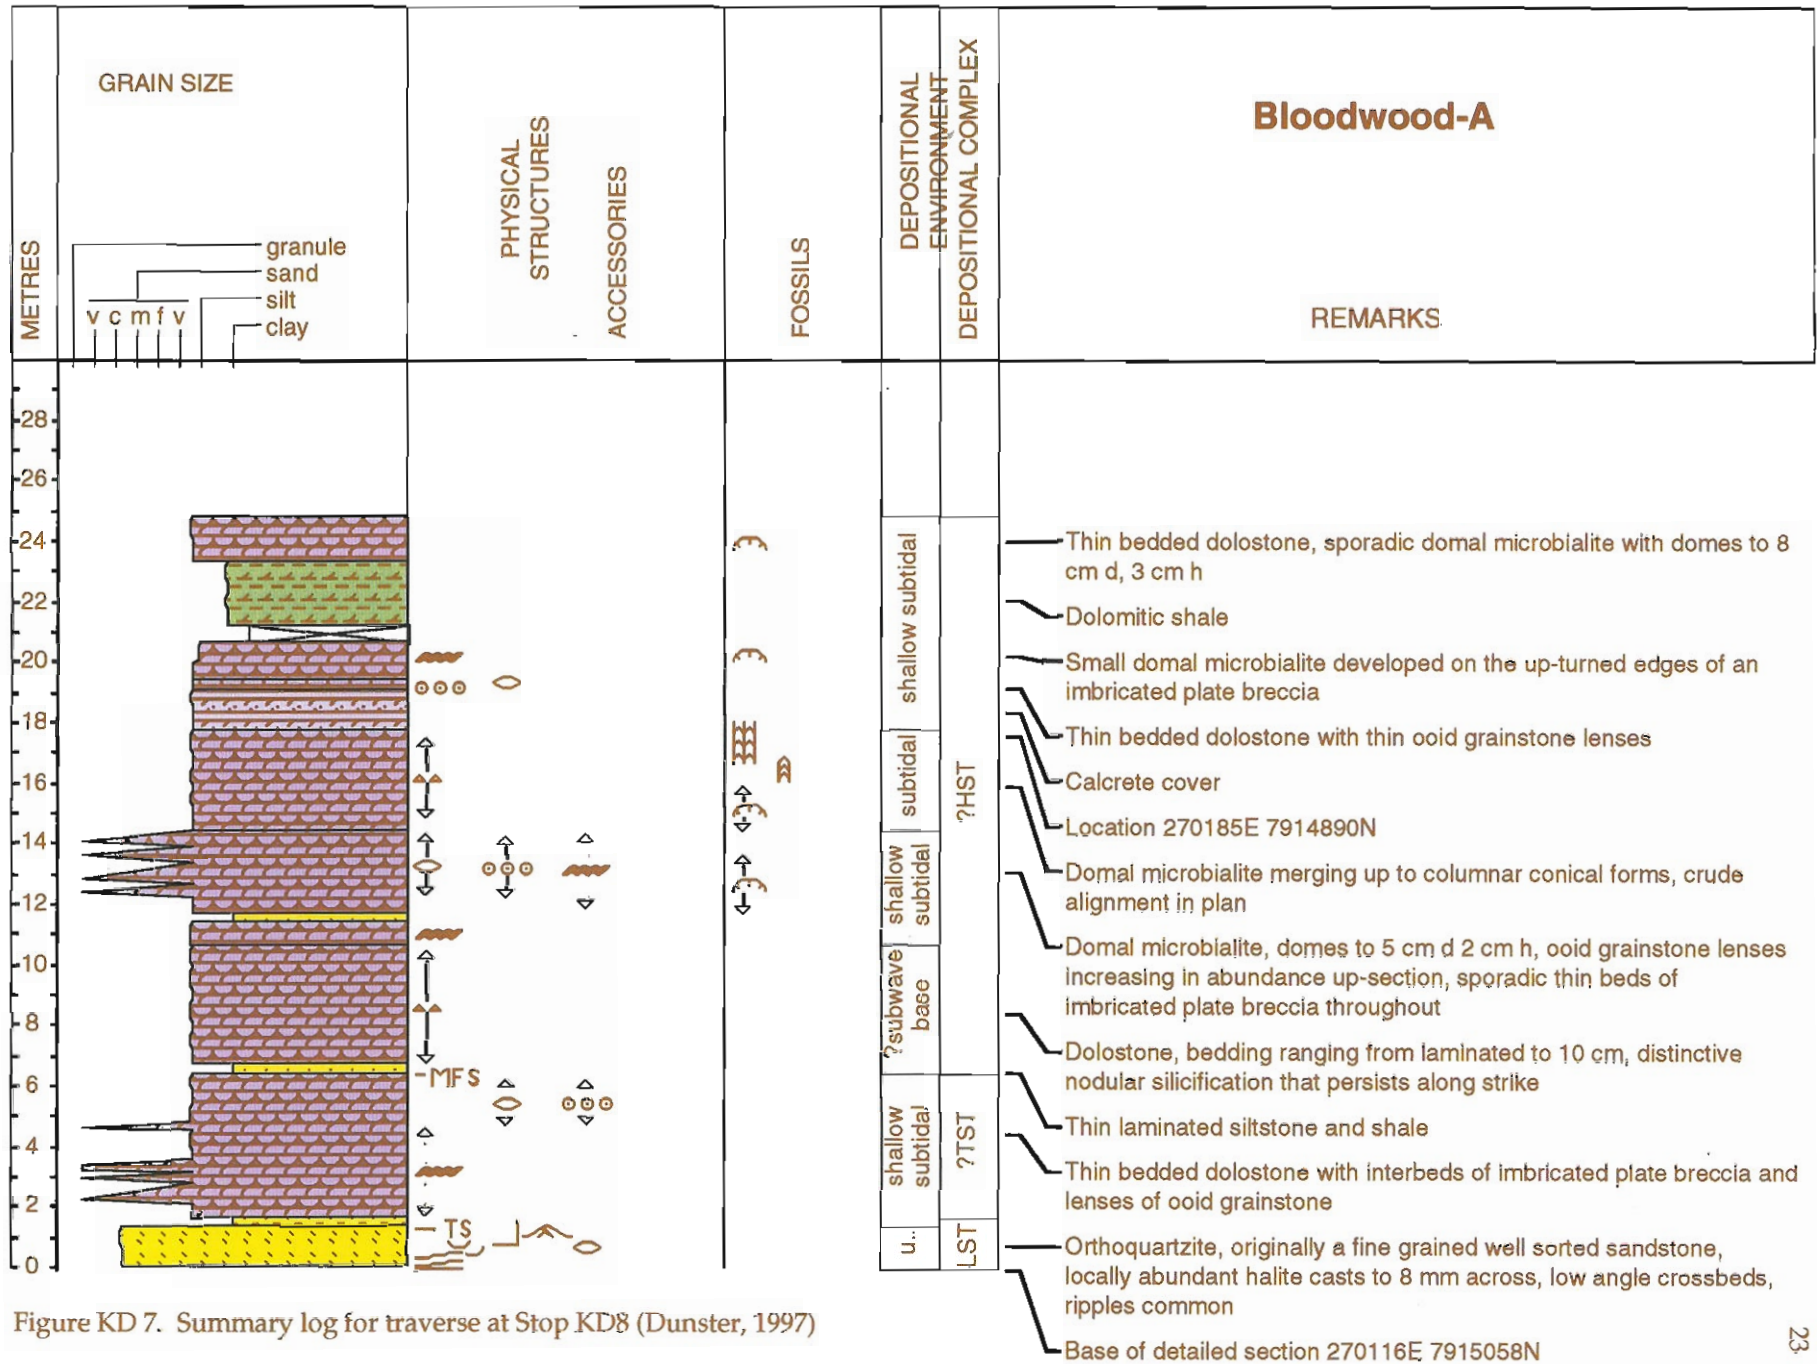 GRAIN SIZE
granule
sand
silt
clay
v c m f v
METRES
PHYSICAL
STRUCTURES
ACCESSORIES
FOSSILS
DEPOSITIONAL
ENVIRONMENT
DEPOSITIONAL COMPLEX
Bloodwood-A
REMARKS
28
26
24
22
20
18
16
14
12
10
8
6
4
2
0
MFS
TS
shallow subtidal
subtidal
shallow
subtidal
?subwave
base
shallow
subtidal
u..
?HST
?TST
LST
Thin bedded dolostone, sporadic domal microbialite with domes to 8
cm d, 3 cm h
Dolomitic shale
Small domal microbialite developed on the up-turned edges of an
imbricated plate breccia
Thin bedded dolostone with thin ooid grainstone lenses
Calcrete cover
Location 270185E 7914890N
Domal microbialite merging up to columnar conical forms, crude
alignment in plan
Domal microbialite, domes to 5 cm d 2 cm h, ooid grainstone lenses
increasing in abundance up-section, sporadic thin beds of
imbricated plate breccia throughout
Dolostone, bedding ranging from laminated to 10 cm, distinctive
nodular silicification that persists along strike
Thin laminated siltstone and shale
Thin bedded dolostone with interbeds of imbricated plate breccia and
lenses of ooid grainstone
Orthoquartzite, originally a fine grained well sorted sandstone,
locally abundant halite casts to 8 mm across, low angle crossbeds,
ripples common
Base of detailed section 270116E 7915058N
Figure KD 7. Summary log for traverse at Stop KD8 (Dunster, 1997)
23